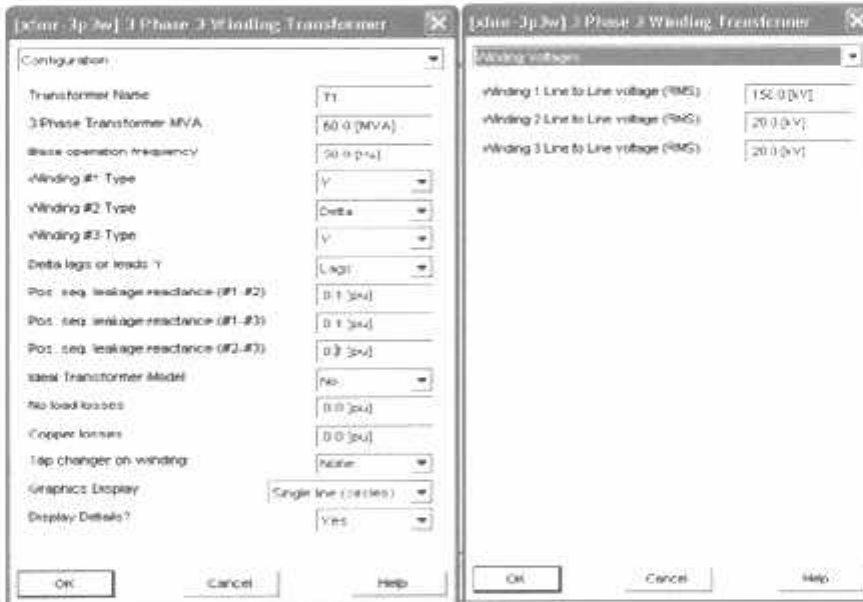 [xfmr-3p3w] 3 Phase 3 Winding Transformer
Configuration
Transformer Name T1
3 Phase Transformer MVA 60.0 [MVA]
Base operation frequency
Winding #1 Type Y
Winding #2 Type Delta
Winding #3 Type Y
Delta lags or leads Y Lags
Pos. seq. leakage reactance (#1-#2) 0.1 [pu]
Pos. seq. leakage reactance (#1-#3) 0.1 [pu]
Pos. seq. leakage reactance (#2-#3) [pu]
Ideal Transformer Model No
No load losses 0.0 [pu]
Copper losses 0.0 [pu]
Tap changer on winding None
Graphics Display Single line (circles)
Display Details? Yes
OK Cancel Help
[xfmr-3p3w] 3 Phase 3 Winding Transformer
Winding Voltages
Winding 1 Line to Line voltage (RMS) 150.0 [kV]
Winding 2 Line to Line voltage (RMS) 20.0 [kV]
Winding 3 Line to Line voltage (RMS) 20.0 [kV]
OK Cancel Help